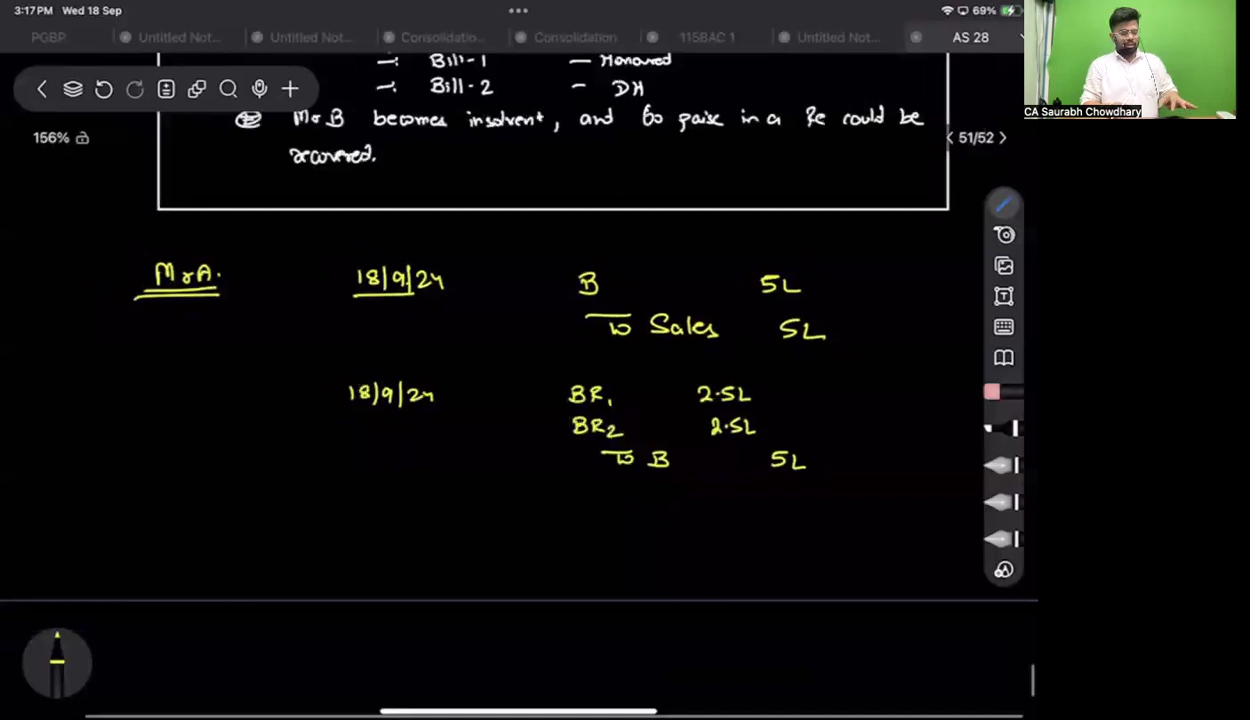 3:17PM Wed 18 Sep
69%
PGBP
Untitled Not...
Untitled Not...
Consolidatio...
Consolidation
115BAC 1
Untitled Not...
AS 28
CA Saurabh Chowdhary
Bill-1 — Honoured
Bill-2 - DH
156%
51/52
Mr B becomes insolvent, and 60 paise in a Re could be
recovered.
Mr A.
18/9/24 B 5L
To Sales 5L
18/9/24 BR1 2.5L
BR2 2.5L
To B 5L